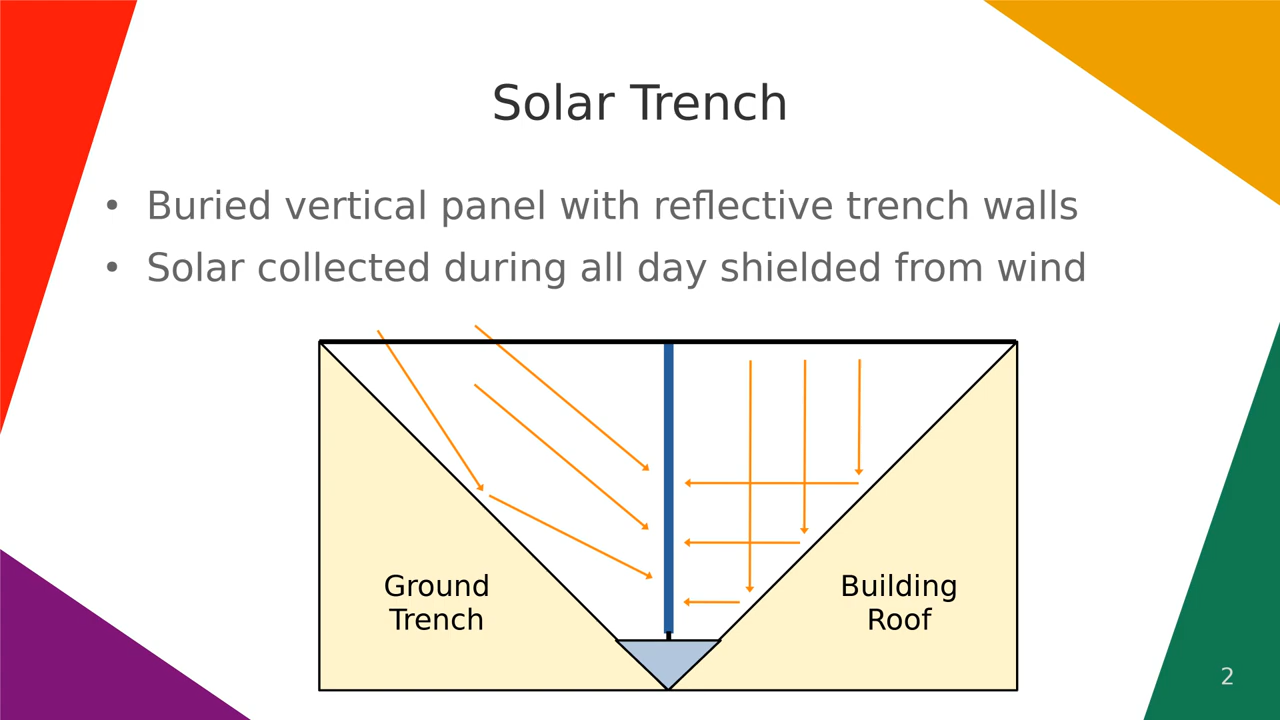 Solar Trench
• Buried vertical panel with reflective trench walls
• Solar collected during all day shielded from wind
Ground
Trench
Building
Roof
2